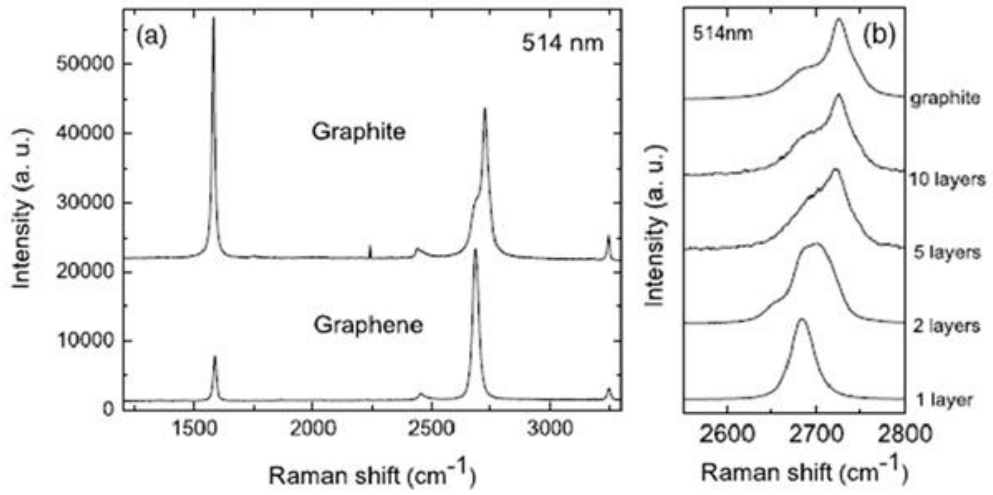 (a)
514 nm
50000
40000
30000
20000
10000
0
Intensity (a. u.)
Graphite
Graphene
1500
2000
2500
3000
Raman shift (cm⁻¹)
514nm
(b)
graphite
10 layers
5 layers
2 layers
1 layer
Intensity (a. u.)
2600
2700
2800
Raman shift (cm⁻¹)